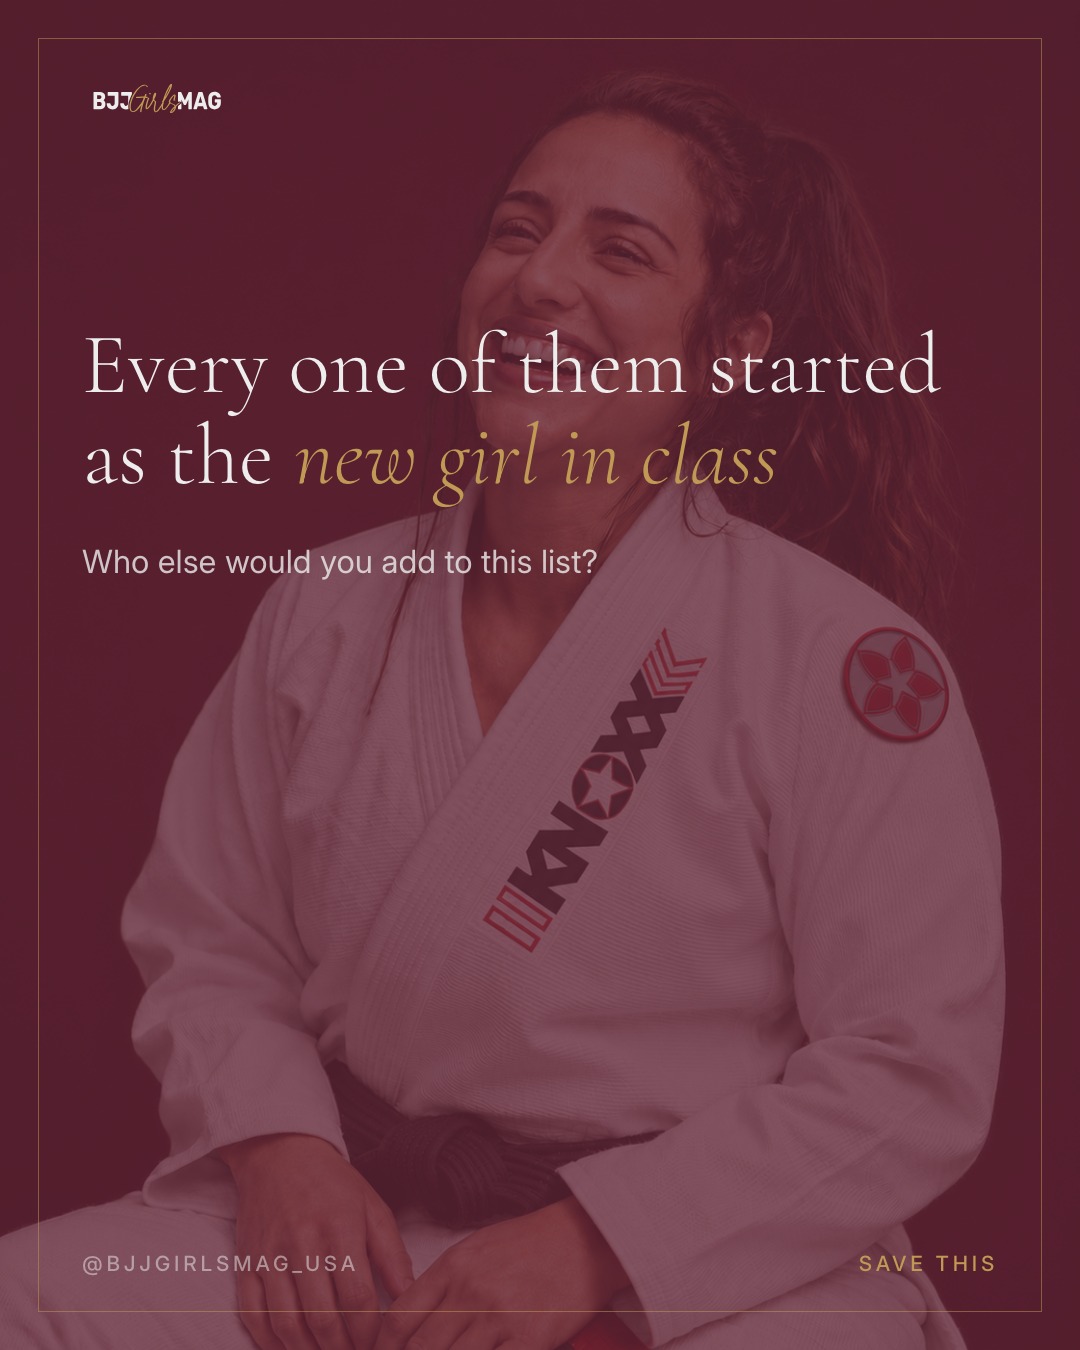 BJJGirlsMAG
Every one of them started
as the new girl in class
Who else would you add to this list?
KNOXX
@BJJGIRLSMAG_USA
SAVE THIS